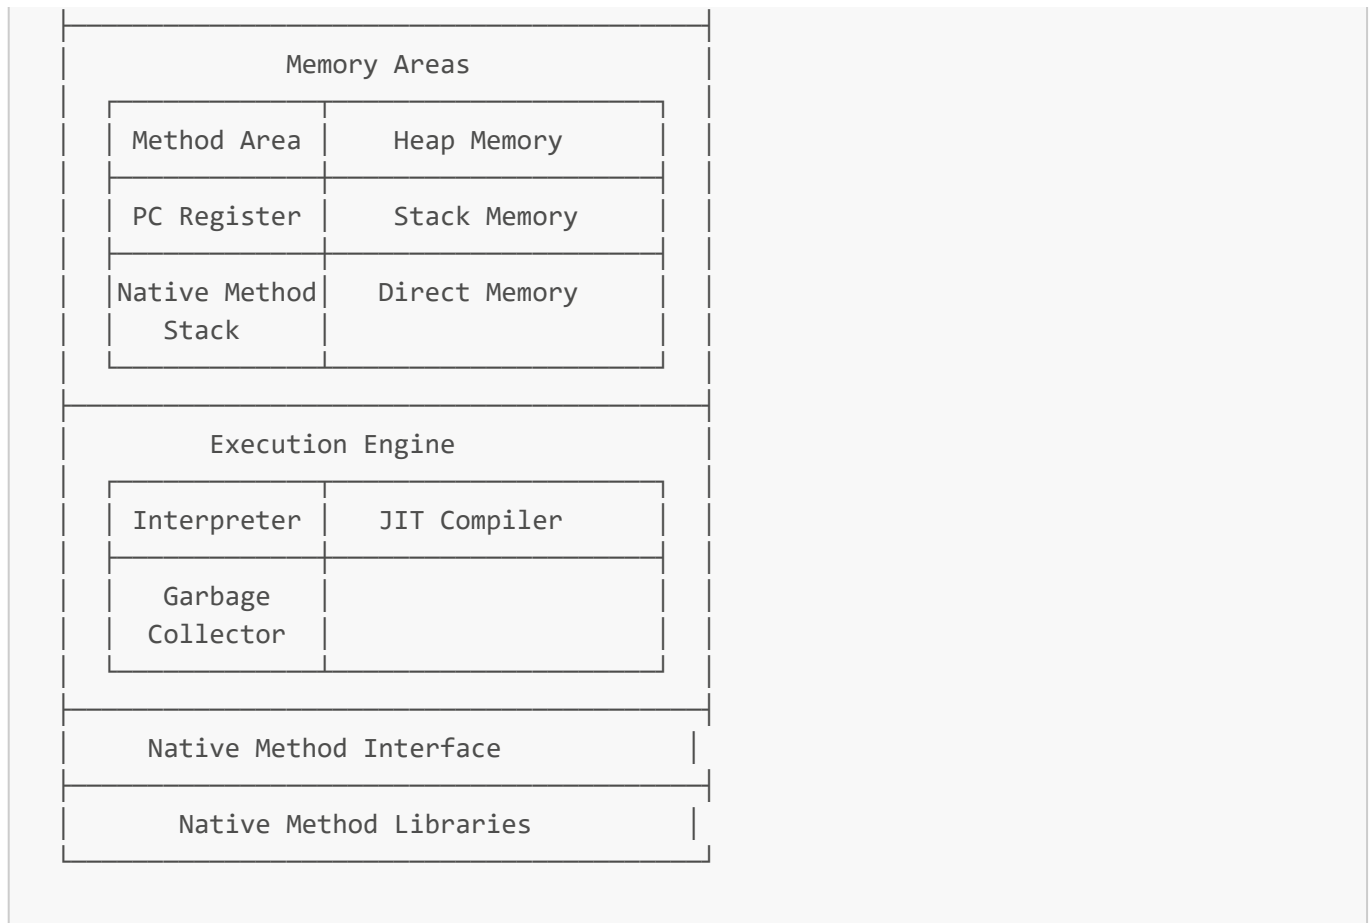 Memory Areas
Method Area Heap Memory
PC Register Stack Memory
Native Method Direct Memory
Stack
Execution Engine
Interpreter JIT Compiler
Garbage
Collector
Native Method Interface
Native Method Libraries